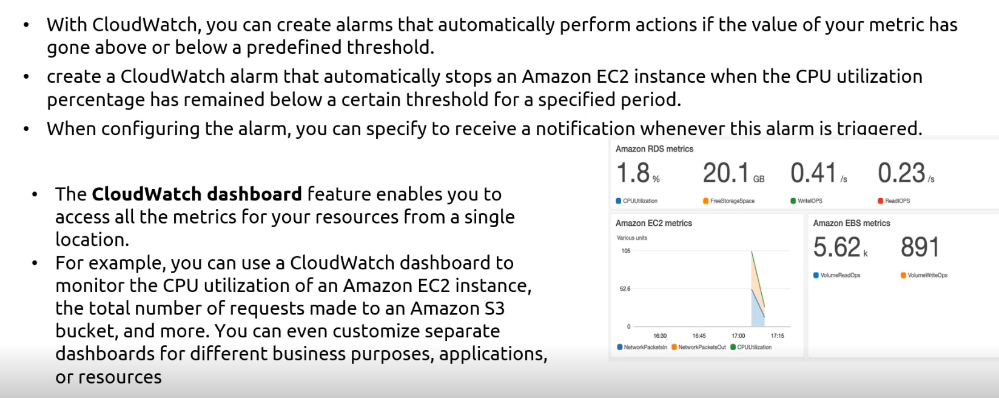 • With CloudWatch, you can create alarms that automatically perform actions if the value of your metric has
gone above or below a predefined threshold.
• create a CloudWatch alarm that automatically stops an Amazon EC2 instance when the CPU utilization
percentage has remained below a certain threshold for a specified period.
• When configuring the alarm, you can specify to receive a notification whenever this alarm is triggered.
• The CloudWatch dashboard feature enables you to
access all the metrics for your resources from a single
location.
• For example, you can use a CloudWatch dashboard to
monitor the CPU utilization of an Amazon EC2 instance,
the total number of requests made to an Amazon S3
bucket, and more. You can even customize separate
dashboards for different business purposes, applications,
or resources
Amazon RDS metrics
1.8 % 20.1 GB 0.41 /s 0.23 /s
CPUUtilization FreeStorageSpace WriteIOPS ReadIOPS
Amazon EC2 metrics
Various units
105
52.6
0
16:30 16:45 17:00 17:15
NetworkPacketsIn NetworkPacketsOut CPUUtilization
Amazon EBS metrics
5.62 k 891
VolumeReadOps VolumeWriteOps